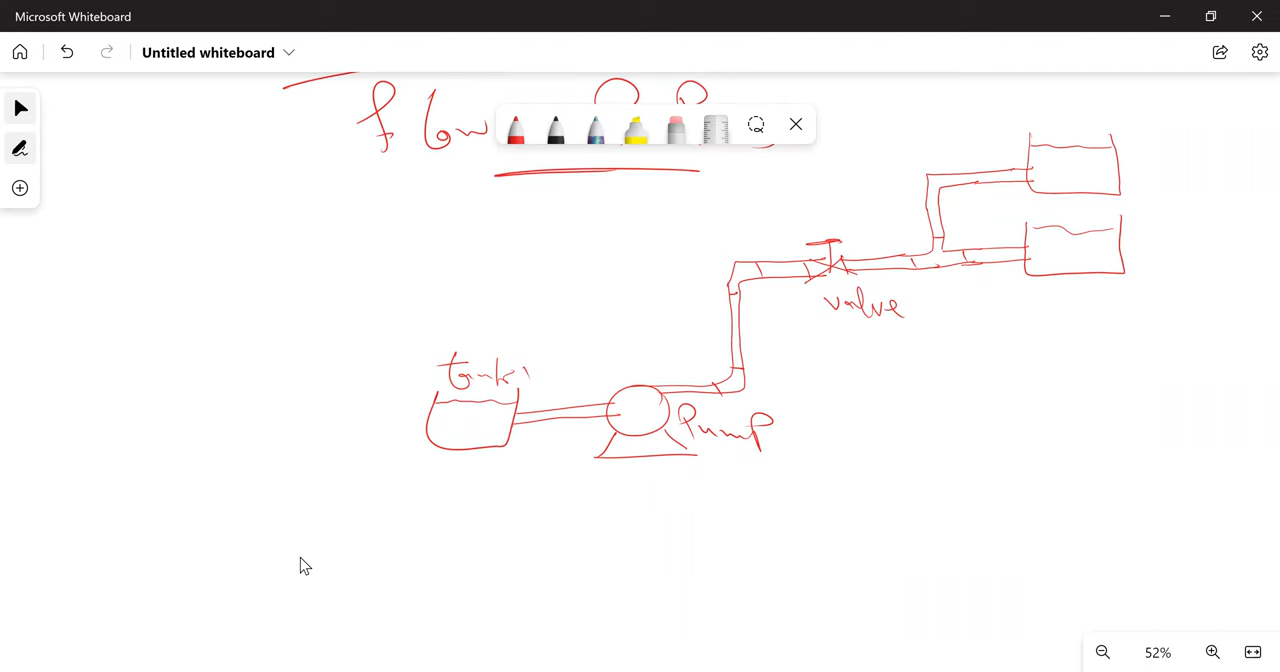 Microsoft Whiteboard
Untitled whiteboard
flow
valve
tank
Pump
52%